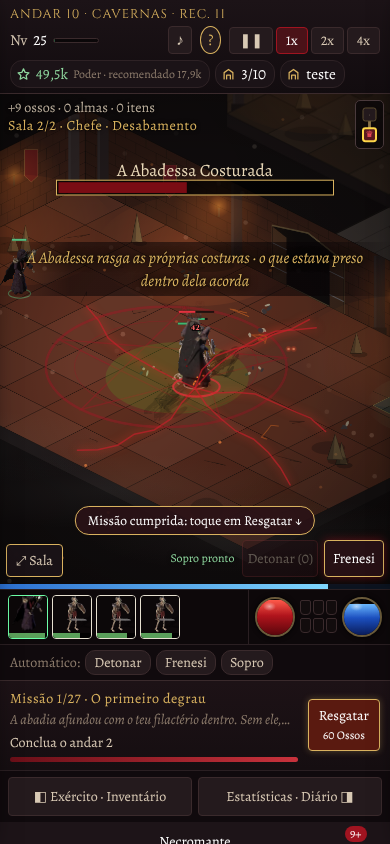 ANDAR 10 · CAVERNAS · REC. II
Nv 25
♪ ? ❚❚ 1x 2x 4x
49,5k Poder · recomendado 17,9k 3/10 teste
+9 ossos · 0 almas · 0 itens
Sala 2/2 · Chefe · Desabamento
A Abadessa Costurada
A Abadessa rasga as próprias costuras · o que estava preso
dentro dela acorda
42
Missão cumprida: toque em Resgatar ↓
⤢ Sala
Sopro pronto
Detonar (0)
Frenesi
Automático: Detonar Frenesi Sopro
Missão 1/27 · O primeiro degrau
A abadia afundou com o teu filactério dentro. Sem ele,...
Conclua o andar 2
Resgatar
60 Ossos
◧ Exército · Inventário
Estatísticas · Diário ◨
9+
Necromante